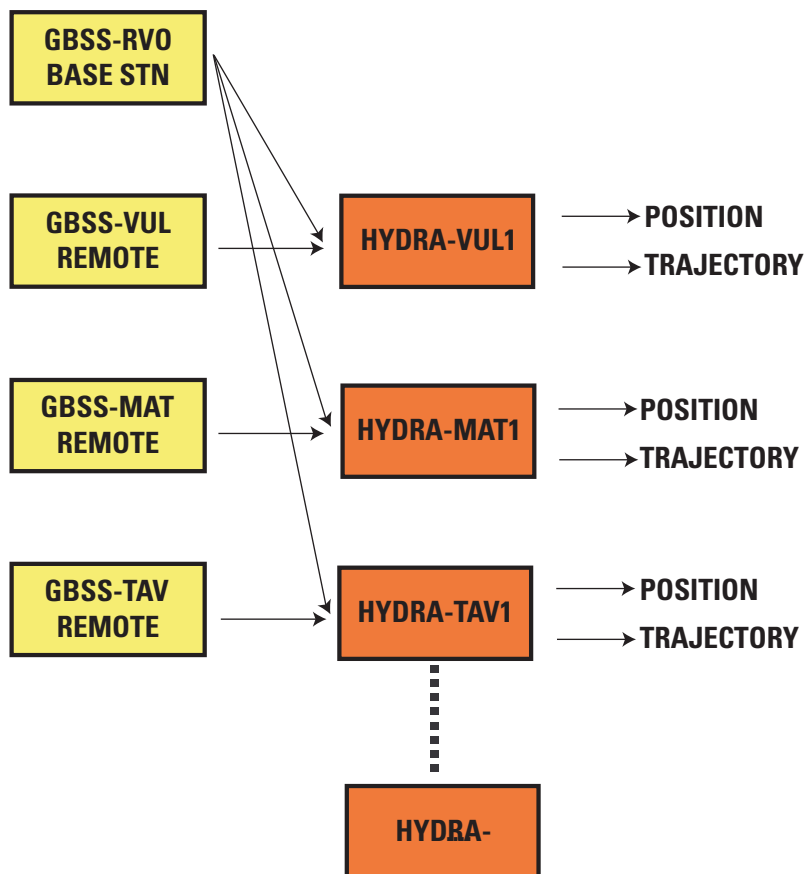 GBSS-RVO
BASE STN
GBSS-VUL
REMOTE
HYDRA-VUL1
POSITION
TRAJECTORY
GBSS-MAT
REMOTE
HYDRA-MAT1
POSITION
TRAJECTORY
GBSS-TAV
REMOTE
HYDRA-TAV1
POSITION
TRAJECTORY
HYDRA-